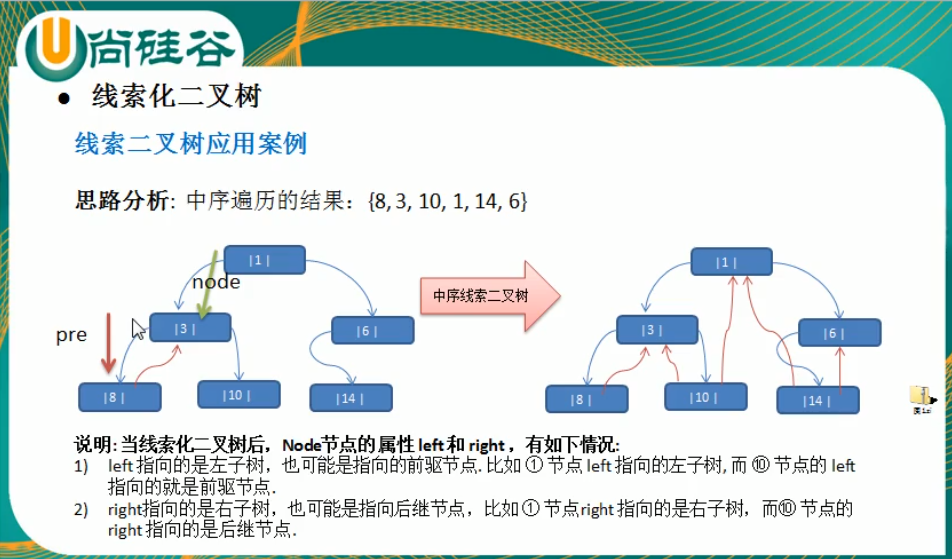 尚硅谷
● 线索化二叉树
线索二叉树应用案例
思路分析: 中序遍历的结果：{8, 3, 10, 1, 14, 6}
|1 |
|1 |
node
中序线索二叉树
pre
|3 |
|6 |
|3 |
|6 |
|8 |
|10 |
|14 |
|8 |
|10 |
|14 |
说明: 当线索化二叉树后，Node节点的属性 left 和 right ，有如下情况:
1) left 指向的是左子树，也可能是指向的前驱节点. 比如 ① 节点 left 指向的左子树, 而 ⑩ 节点的 left
指向的就是前驱节点.
2) right指向的是右子树，也可能是指向后继节点，比如 ① 节点right 指向的是右子树，而⑩ 节点的
right 指向的是后继节点.